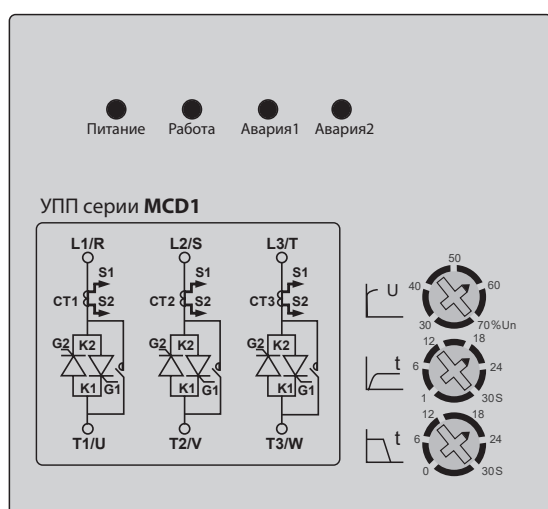 Питание Работа Авария1 Авария2
УПП серии MCD1
L1/R L2/S L3/T
S1 S1 S1
CT1 S2 CT2 S2 CT3 S2
G2 K2 G2 K2 G2 K2
K1 G1 K1 G1 K1 G1
T1/U T2/V T3/W
50
40 U 60
30 70%Un
12 18
6 t 24
1 30S
12 18
6 t 24
0 30S